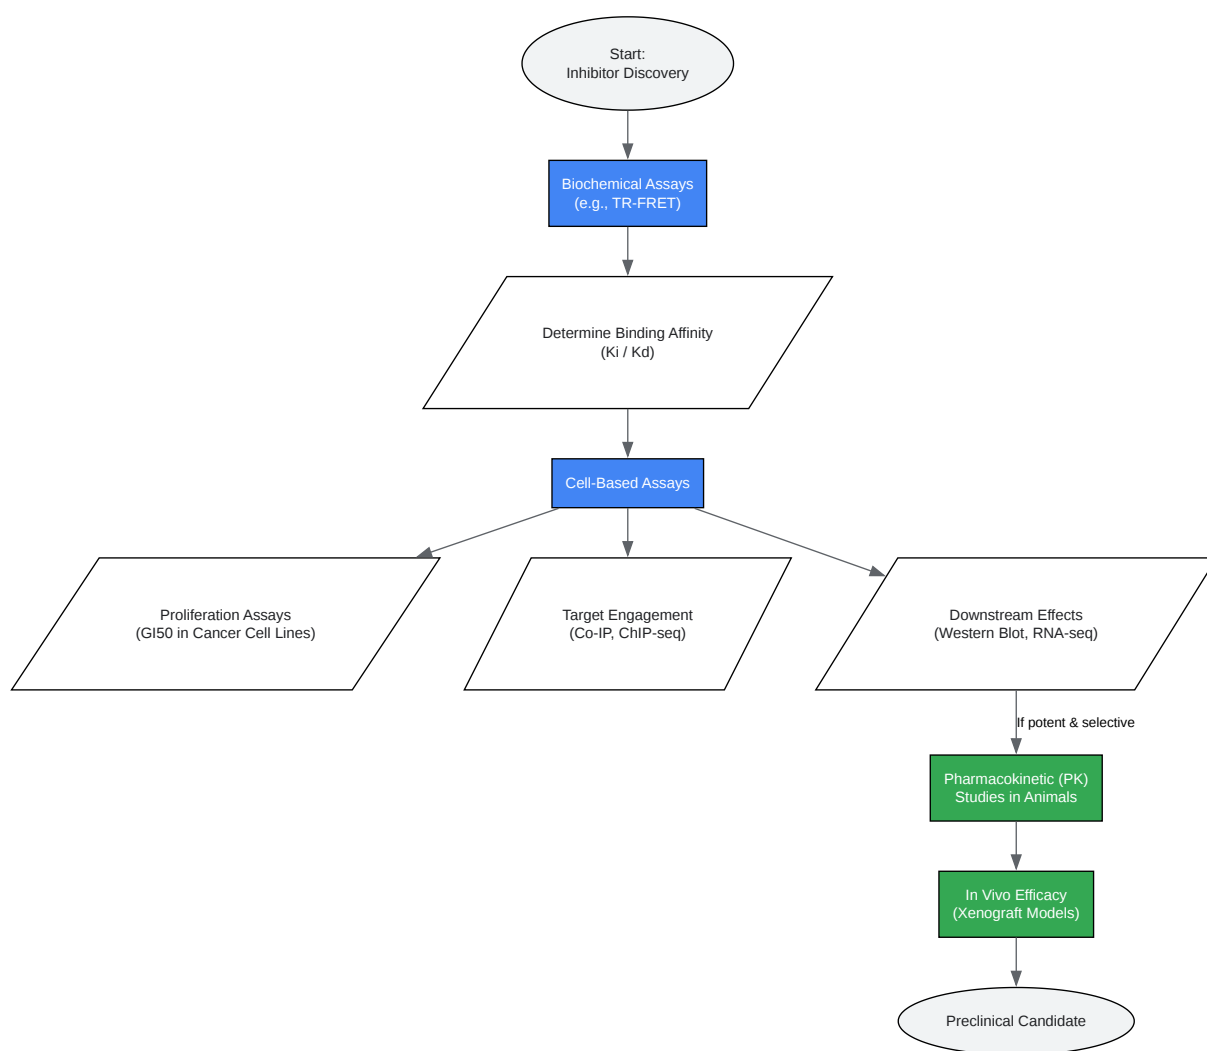 Start:
Inhibitor Discovery
Biochemical Assays
(e.g., TR-FRET)
Determine Binding Affinity
(Ki / Kd)
Cell-Based Assays
Proliferation Assays
(GI50 in Cancer Cell Lines)
Target Engagement
(Co-IP, ChIP-seq)
Downstream Effects
(Western Blot, RNA-seq)
If potent & selective
Pharmacokinetic (PK)
Studies in Animals
In Vivo Efficacy
(Xenograft Models)
Preclinical Candidate